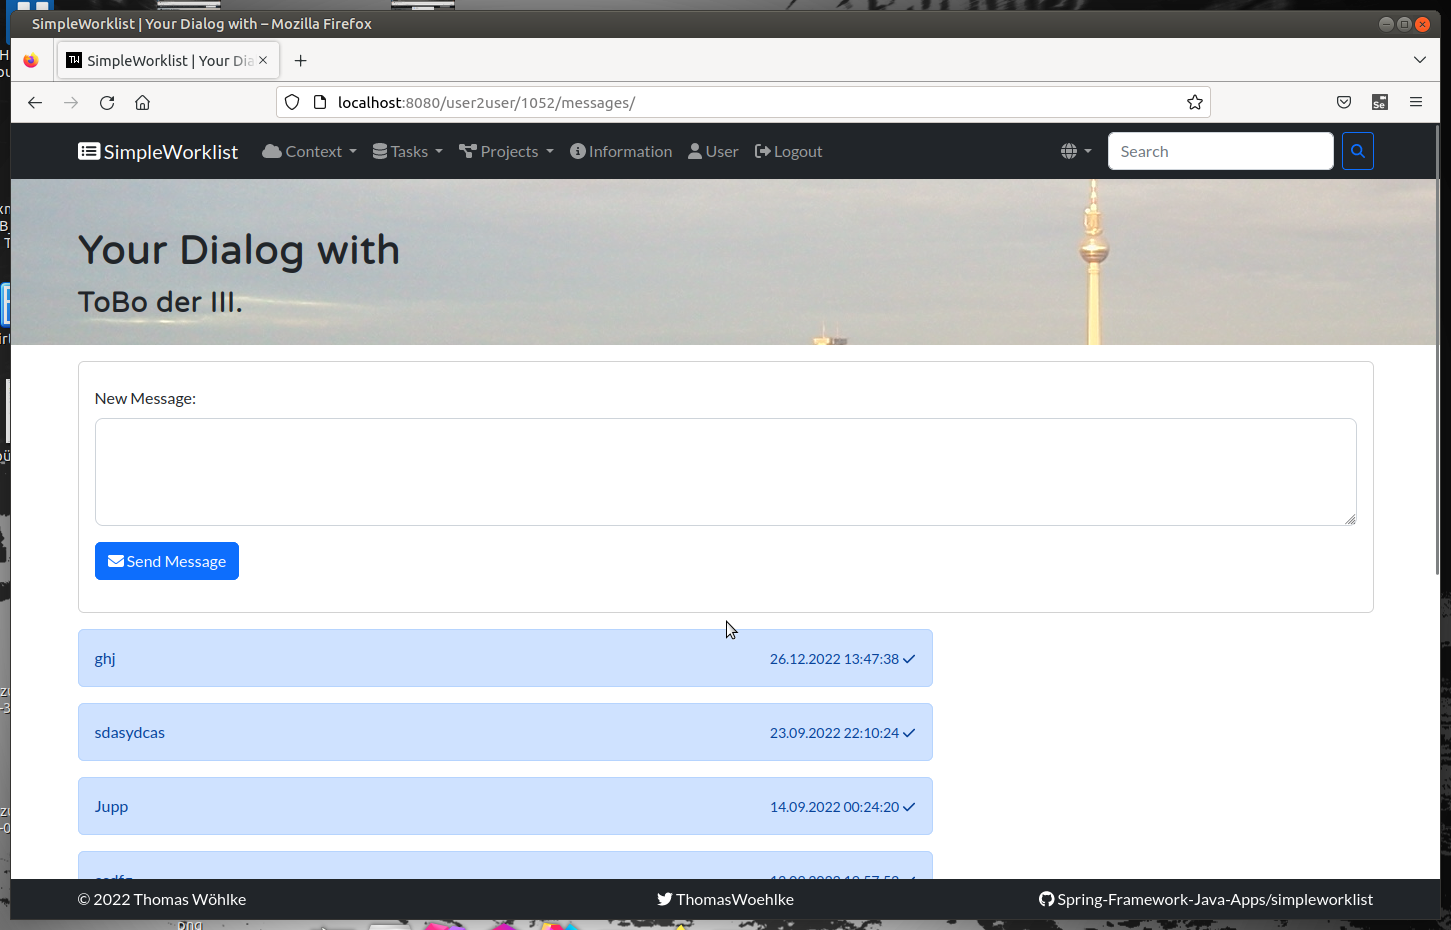 SimpleWorklist | Your Dialog with – Mozilla Firefox
SimpleWorklist | Your Dia
localhost:8080/user2user/1052/messages/
Se
SimpleWorklist Context Tasks Projects Information User Logout Search
Your Dialog with
ToBo der III.
New Message:
Send Message
ghj 26.12.2022 13:47:38
sdasydcas 23.09.2022 22:10:24
Jupp 14.09.2022 00:24:20
© 2022 Thomas Wöhlke ThomasWoehlke Spring-Framework-Java-Apps/simpleworklist
png